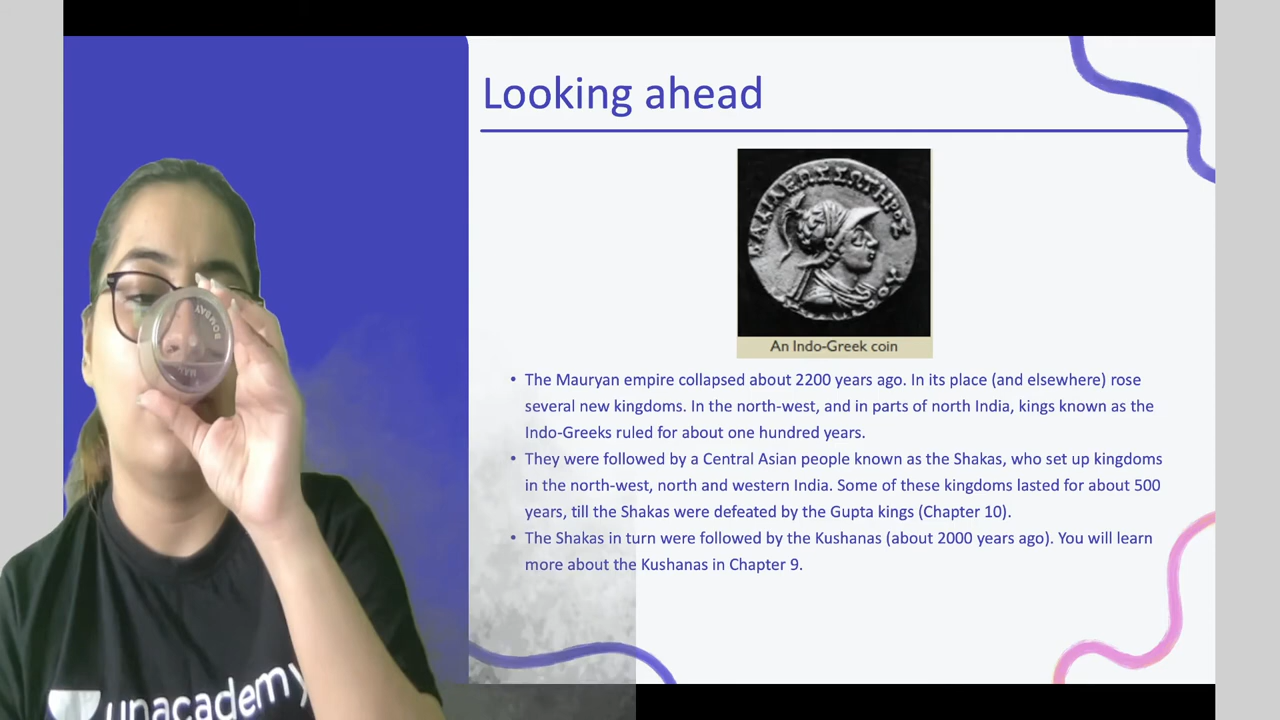 Looking ahead
An Indo-Greek coin
• The Mauryan empire collapsed about 2200 years ago. In its place (and elsewhere) rose
several new kingdoms. In the north-west, and in parts of north India, kings known as the
Indo-Greeks ruled for about one hundred years.
• They were followed by a Central Asian people known as the Shakas, who set up kingdoms
in the north-west, north and western India. Some of these kingdoms lasted for about 500
years, till the Shakas were defeated by the Gupta kings (Chapter 10).
• The Shakas in turn were followed by the Kushanas (about 2000 years ago). You will learn
more about the Kushanas in Chapter 9.
BOMBAY
unacademy